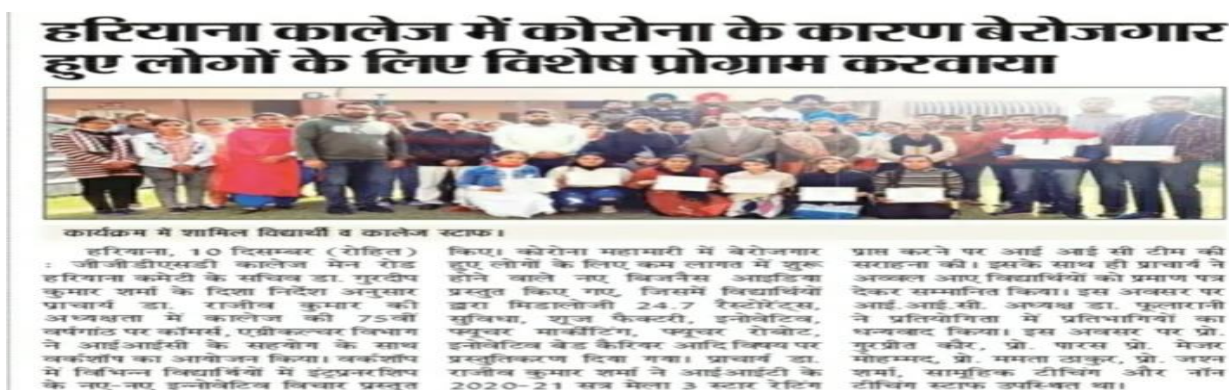 हरियाना कालेज में कोरोना के कारण बेरोजगार
हुए लोगों के लिए विशेष प्रोग्राम करवाया
कार्यक्रम में शामिल विद्यार्थी व कालेज स्टाफ।
हरियाना, 10 दिसम्बर (रोहित)
: जीजीडीएसडी कालेज मेन रोड
हरियाना कमेटी के सचिव डा. गुरदीप
कुमार शर्मा के दिशा निर्देश अनुसार
प्राचार्य डा. राजीव कुमार की
अध्यक्षता में कालेज की 75वीं
वर्षगांठ पर कॉमर्स, एग्रीकल्चर विभाग
ने आईआईसी के सहयोग के साथ
वर्कशॉप का आयोजन किया। वर्कशॉप
में विभिन्न विद्यार्थियों में इंट्रप्रनरशिप
के नए-नए इन्नोवेटिव विचार प्रस्तुत
किए। कोरोना महामारी में बेरोजगार
हुए लोगों के लिए कम लागत में शुरू
होने वाले नए बिजनैस आइडिया
प्रस्तुत किए गए, जिसमें विद्यार्थियों
द्वारा मिडालोजी 24.7 रैस्टोरेंट्स,
सुविधा, शूज फैक्टरी, इनोवेटिव,
फ्यूचर मार्कीटिंग, फ्यूचर रोबोट,
इनोवेटिव बेड कैरियर आदि विषय पर
प्रस्तुतिकरण दिया गया। प्राचार्य डा.
राजीव कुमार शर्मा ने आईआईटी के
2020-21 सत्र मेला 3 स्टार रेटिंग
प्राप्त करने पर आई आई सी टीम की
सराहना की। इसके साथ ही प्राचार्य ने
अव्वल आए विद्यार्थियों को प्रमाण पत्र
देकर सम्मानित किया। इस अवसर पर
आई.आई.सी. अध्यक्ष डा. फूलारानी
ने प्रतियोगिता में प्रतिभागियों का
धन्यवाद किया। इस अवसर पर प्रो.
गुरप्रीत कौर, प्रो. पारस प्रो. मेजर
मोहम्मद, प्रो. ममता ठाकुर, प्रो. जश्न
शर्मा, सामूहिक टीचिंग और नॉन
टीचिंग स्टाफ उपस्थित थे।